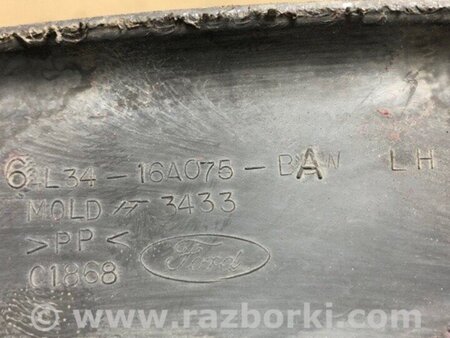 6L34-16A075-BA LH
MOLD # 3433
>PP<
C1868
Ford
www.razborki.com